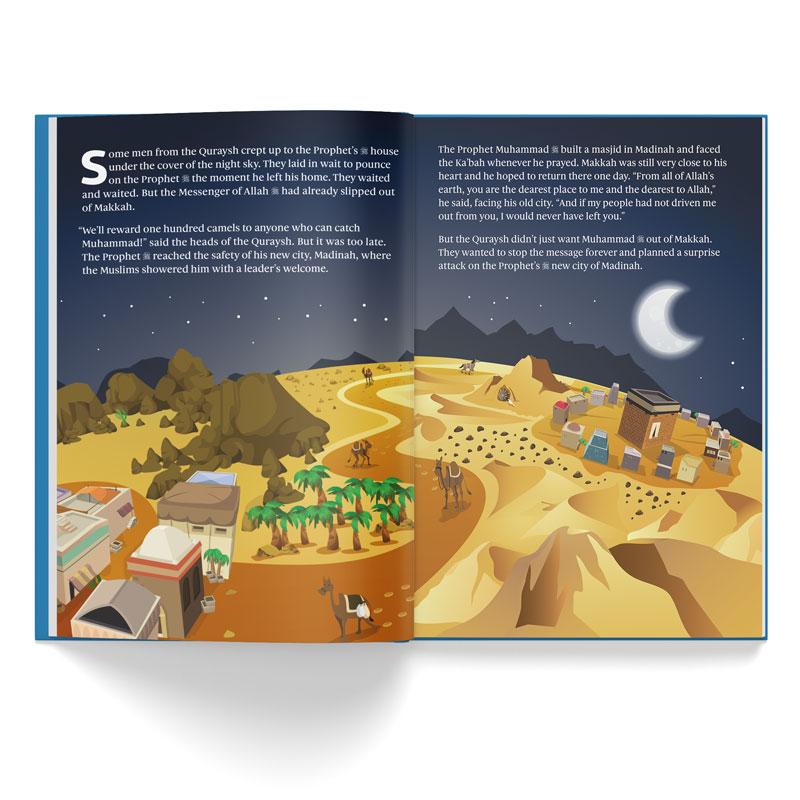 Some men from the Quraysh crept up to the Prophet's ﷺ house
under the cover of the night sky. They laid in wait to pounce
on the Prophet ﷺ the moment he left his home. They waited
and waited. But the Messenger of Allah ﷺ had already slipped out
of Makkah.
"We'll reward one hundred camels to anyone who can catch
Muhammad!" said the heads of the Quraysh. But it was too late.
The Prophet ﷺ reached the safety of his new city, Madinah, where
the Muslims showered him with a leader's welcome.
The Prophet Muhammad ﷺ built a masjid in Madinah and faced
the Ka'bah whenever he prayed. Makkah was still very close to his
heart and he hoped to return there one day. "From all of Allah's
earth, you are the dearest place to me and the dearest to Allah,"
he said, facing his old city. "And if my people had not driven me
out from you, I would never have left you."
But the Quraysh didn't just want Muhammad ﷺ out of Makkah.
They wanted to stop the message forever and planned a surprise
attack on the Prophet's ﷺ new city of Madinah.